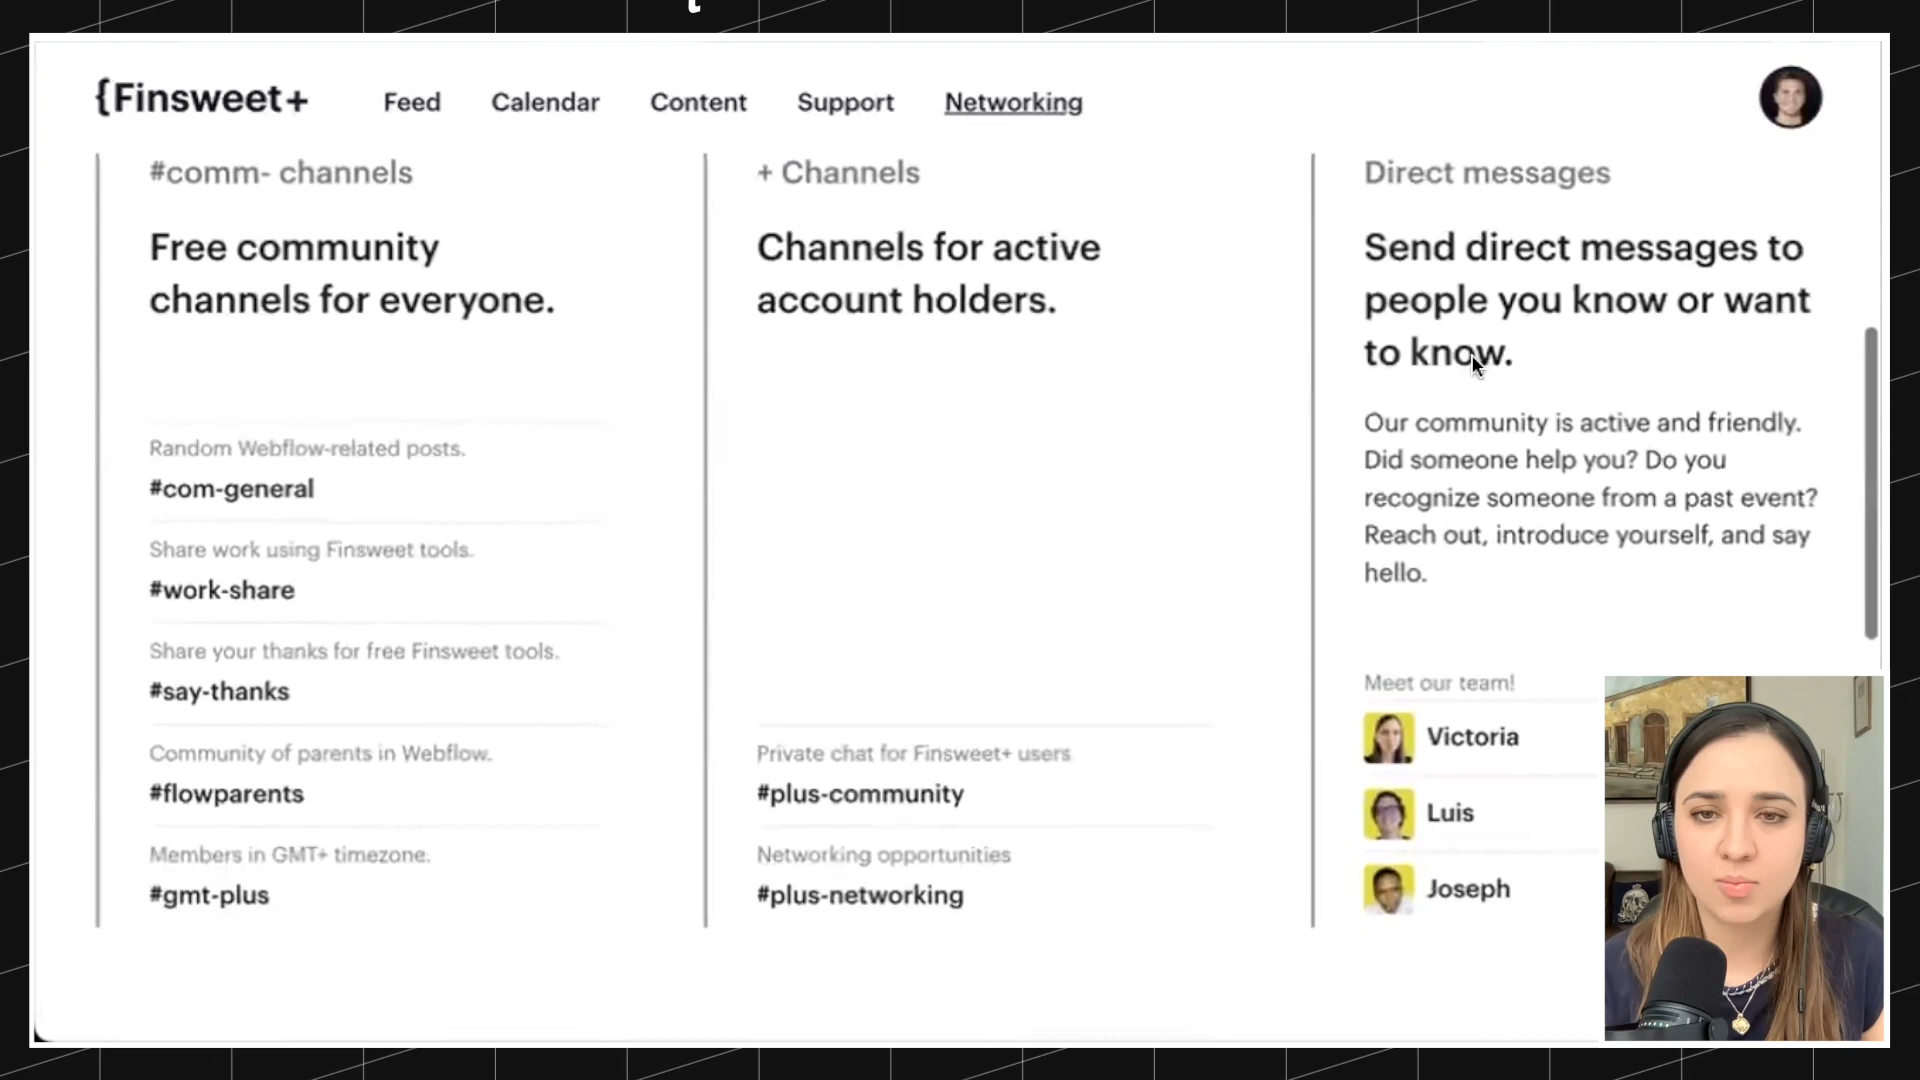 {Finsweet+
Feed
Calendar
Content
Support
Networking
#comm- channels
Free community
channels for everyone.
Random Webflow-related posts.
#com-general
Share work using Finsweet tools.
#work-share
Share your thanks for free Finsweet tools.
#say-thanks
Community of parents in Webflow.
#flowparents
Members in GMT+ timezone.
#gmt-plus
+ Channels
Channels for active
account holders.
Private chat for Finsweet+ users
#plus-community
Networking opportunities
#plus-networking
Direct messages
Send direct messages to
people you know or want
to know.
Our community is active and friendly.
Did someone help you? Do you
recognize someone from a past event?
Reach out, introduce yourself, and say
hello.
Meet our team!
Victoria
Luis
Joseph